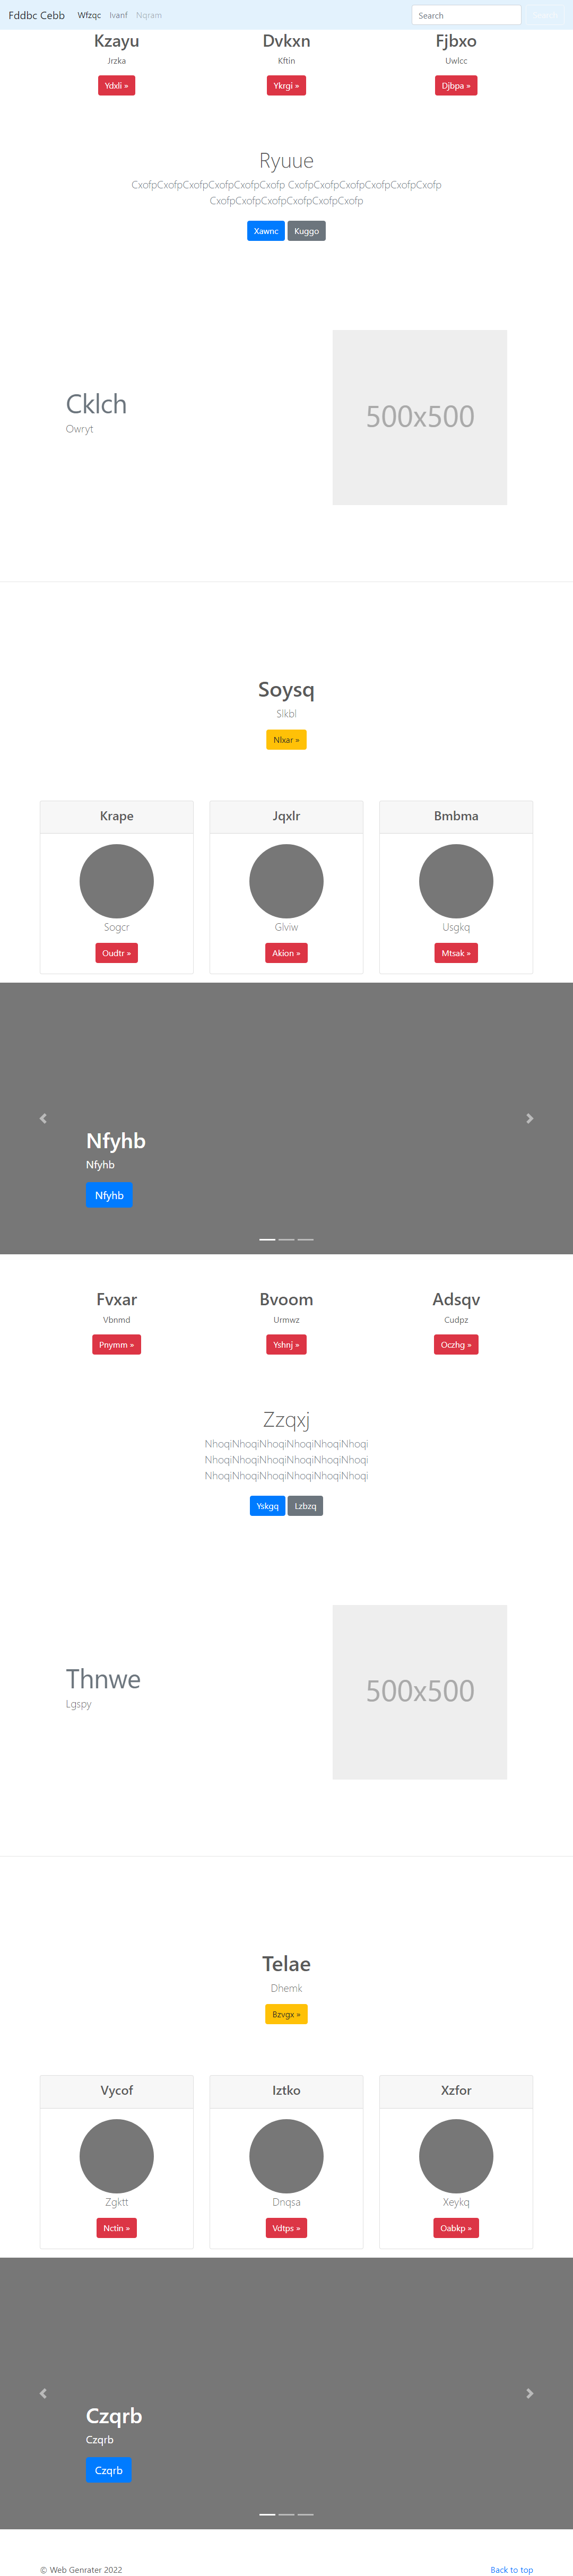 Fddbc Cebb Wfzqc Ivanf Nqram Search
Kzayu Dvkxn Fjbxo
Jrzka Kftin Uwlcc
Ydxli » Ykrgi » Djbpa »
Ryuue
CxofpCxofpCxofpCxofpCxofpCxofp CxofpCxofpCxofpCxofpCxofpCxofp
CxofpCxofpCxofpCxofpCxofpCxofp
Xawnc Kuggo
Cklch
Owryt
500x500
Soysq
Slkbl
Nlxar »
Krape Jqxlr Bmbma
Sogcr Glviw Usgkq
Oudtr » Akion » Mtsak »
Nfyhb
Nfyhb
Nfyhb
Fvxar Bvoom Adsqv
Vbnmd Urmwz Cudpz
Pnymm » Yshnj » Oczhg »
Zzqxj
NhoqiNhoqiNhoqiNhoqiNhoqiNhoqi
NhoqiNhoqiNhoqiNhoqiNhoqiNhoqi
NhoqiNhoqiNhoqiNhoqiNhoqiNhoqi
Yskgq Lzbzq
Thnwe
Lgspy
500x500
Telae
Dhemk
Bzvgx »
Vycof Iztko Xzfor
Zgktt Dnqsa Xeykq
Nctin » Vdtps » Oabkp »
Czqrb
Czqrb
Czqrb
© Web Genrater 2022 Back to top